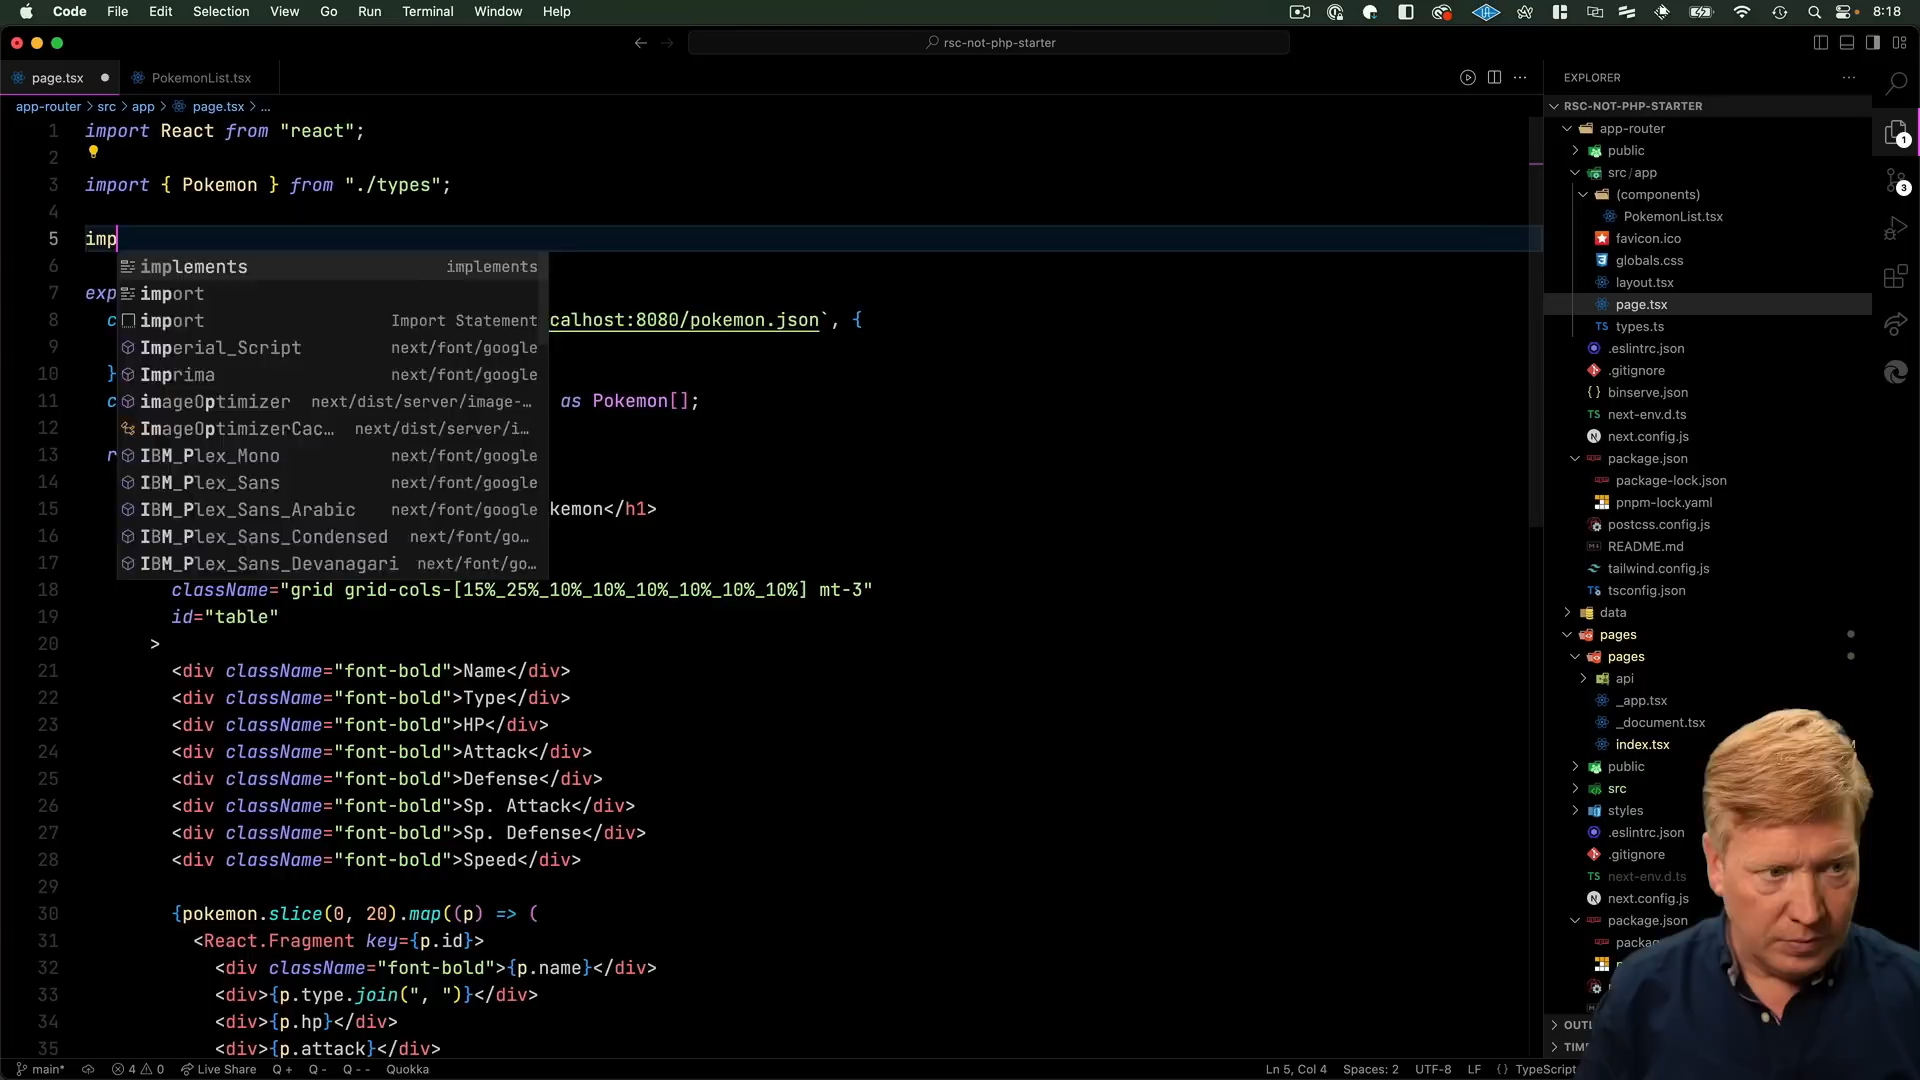 Code File Edit Selection View Go Run Terminal Window Help 8:18
rsc-not-php-starter
page.tsx PokemonList.tsx
app-router > src > app > page.tsx > ...
1 import React from "react";
2
3 import { Pokemon } from "./types";
4
5 imp
6 implements implements
7 exp import
8 c import Import Statement calhost:8080/pokemon.json`, {
9 Imperial_Script next/font/google
10 } Imprima next/font/google
11 c imageOptimizer next/dist/server/image-… as Pokemon[];
12 ImageOptimizerCac… next/dist/server/i…
13 r IBM_Plex_Mono next/font/google
14 IBM_Plex_Sans next/font/google
15 IBM_Plex_Sans_Arabic next/font/google kemon</h1>
16 IBM_Plex_Sans_Condensed next/font/go…
17 IBM_Plex_Sans_Devanagari next/font/go…
18 className="grid grid-cols-[15%_25%_10%_10%_10%_10%_10%_10%] mt-3"
19 id="table"
20 >
21 <div className="font-bold">Name</div>
22 <div className="font-bold">Type</div>
23 <div className="font-bold">HP</div>
24 <div className="font-bold">Attack</div>
25 <div className="font-bold">Defense</div>
26 <div className="font-bold">Sp. Attack</div>
27 <div className="font-bold">Sp. Defense</div>
28 <div className="font-bold">Speed</div>
29
30 {pokemon.slice(0, 20).map((p) => (
31 <React.Fragment key={p.id}>
32 <div className="font-bold">{p.name}</div>
33 <div>{p.type.join(", ")}</div>
34 <div>{p.hp}</div>
35 <div>{p.attack}</div>
EXPLORER
RSC-NOT-PHP-STARTER
app-router
public
src/app
(components)
PokemonList.tsx
favicon.ico
globals.css
layout.tsx
page.tsx
TS types.ts
.eslintrc.json
.gitignore
{ } binserve.json
TS next-env.d.ts
N next.config.js
package.json
package-lock.json
pnpm-lock.yaml
postcss.config.js
README.md
tailwind.config.js
tsconfig.json
data
pages
pages
api
_app.tsx
_document.tsx
index.tsx
public
src
styles
.eslintrc.json
.gitignore
TS next-env.d.ts
N next.config.js
package.json
packag
OUTL
TIM
1
3
main* 4 0 Live Share Q + Q - Q - - Quokka Ln 5, Col 4 Spaces: 2 UTF-8 LF { } TypeScript